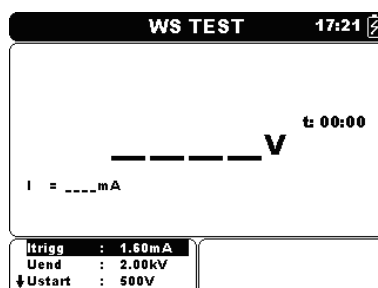 WS TEST 17:21
t: 00:00
____V
I = ____mA
Itrigg : 1.60mA
Uend : 2.00kV
↓Ustart : 500V